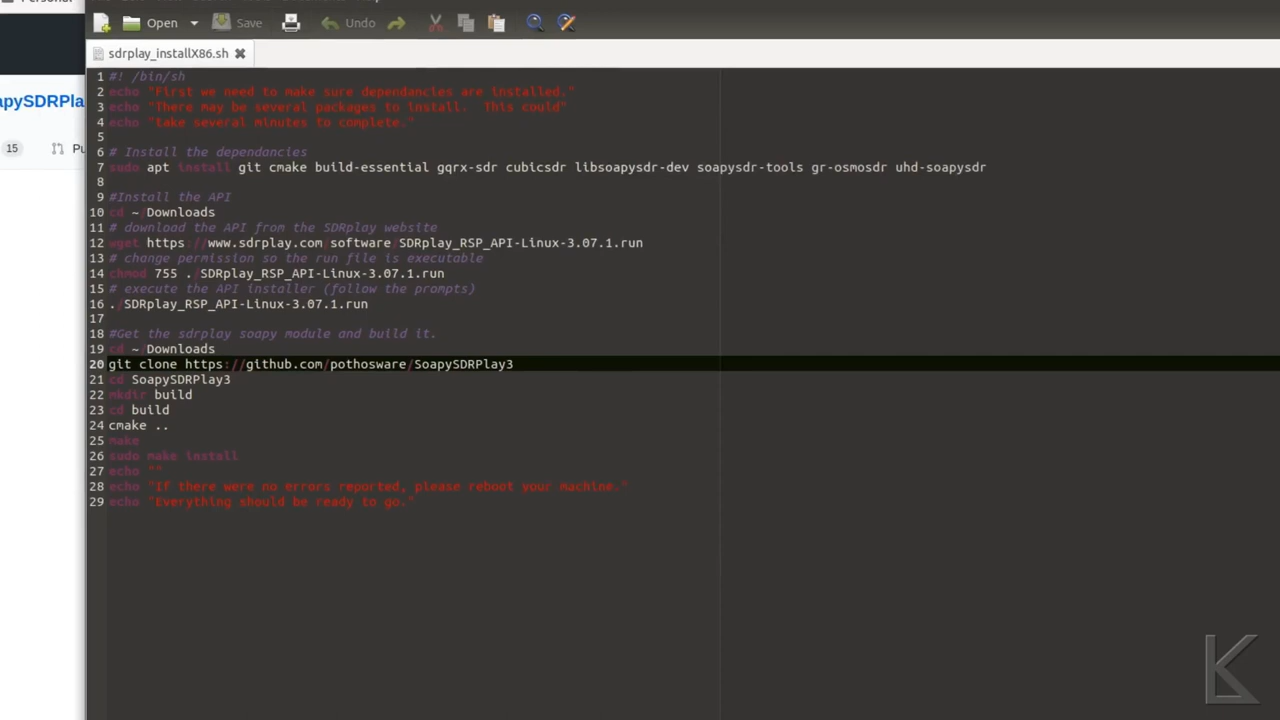 Open Save Undo
sdrplay_installX86.sh
apySDRPla
15 Pu
1 #! /bin/sh
2 echo "First we need to make sure dependancies are installed."
3 echo "There may be several packages to install.  This could"
4 echo "take several minutes to complete."
5
6 # Install the dependancies
7 sudo apt install git cmake build-essential gqrx-sdr cubicsdr libsoapysdr-dev soapysdr-tools gr-osmosdr uhd-soapysdr
8
9 #Install the API
10 cd ~/Downloads
11 # download the API from the SDRplay website
12 wget https://www.sdrplay.com/software/SDRplay_RSP_API-Linux-3.07.1.run
13 # change permission so the run file is executable
14 chmod 755 ./SDRplay_RSP_API-Linux-3.07.1.run
15 # execute the API installer (follow the prompts)
16 ./SDRplay_RSP_API-Linux-3.07.1.run
17
18 #Get the sdrplay soapy module and build it.
19 cd ~/Downloads
20 git clone https://github.com/pothosware/SoapySDRPlay3
21 cd SoapySDRPlay3
22 mkdir build
23 cd build
24 cmake ..
25 make
26 sudo make install
27 echo ""
28 echo "If there were no errors reported, please reboot your machine."
29 echo "Everything should be ready to go."
K